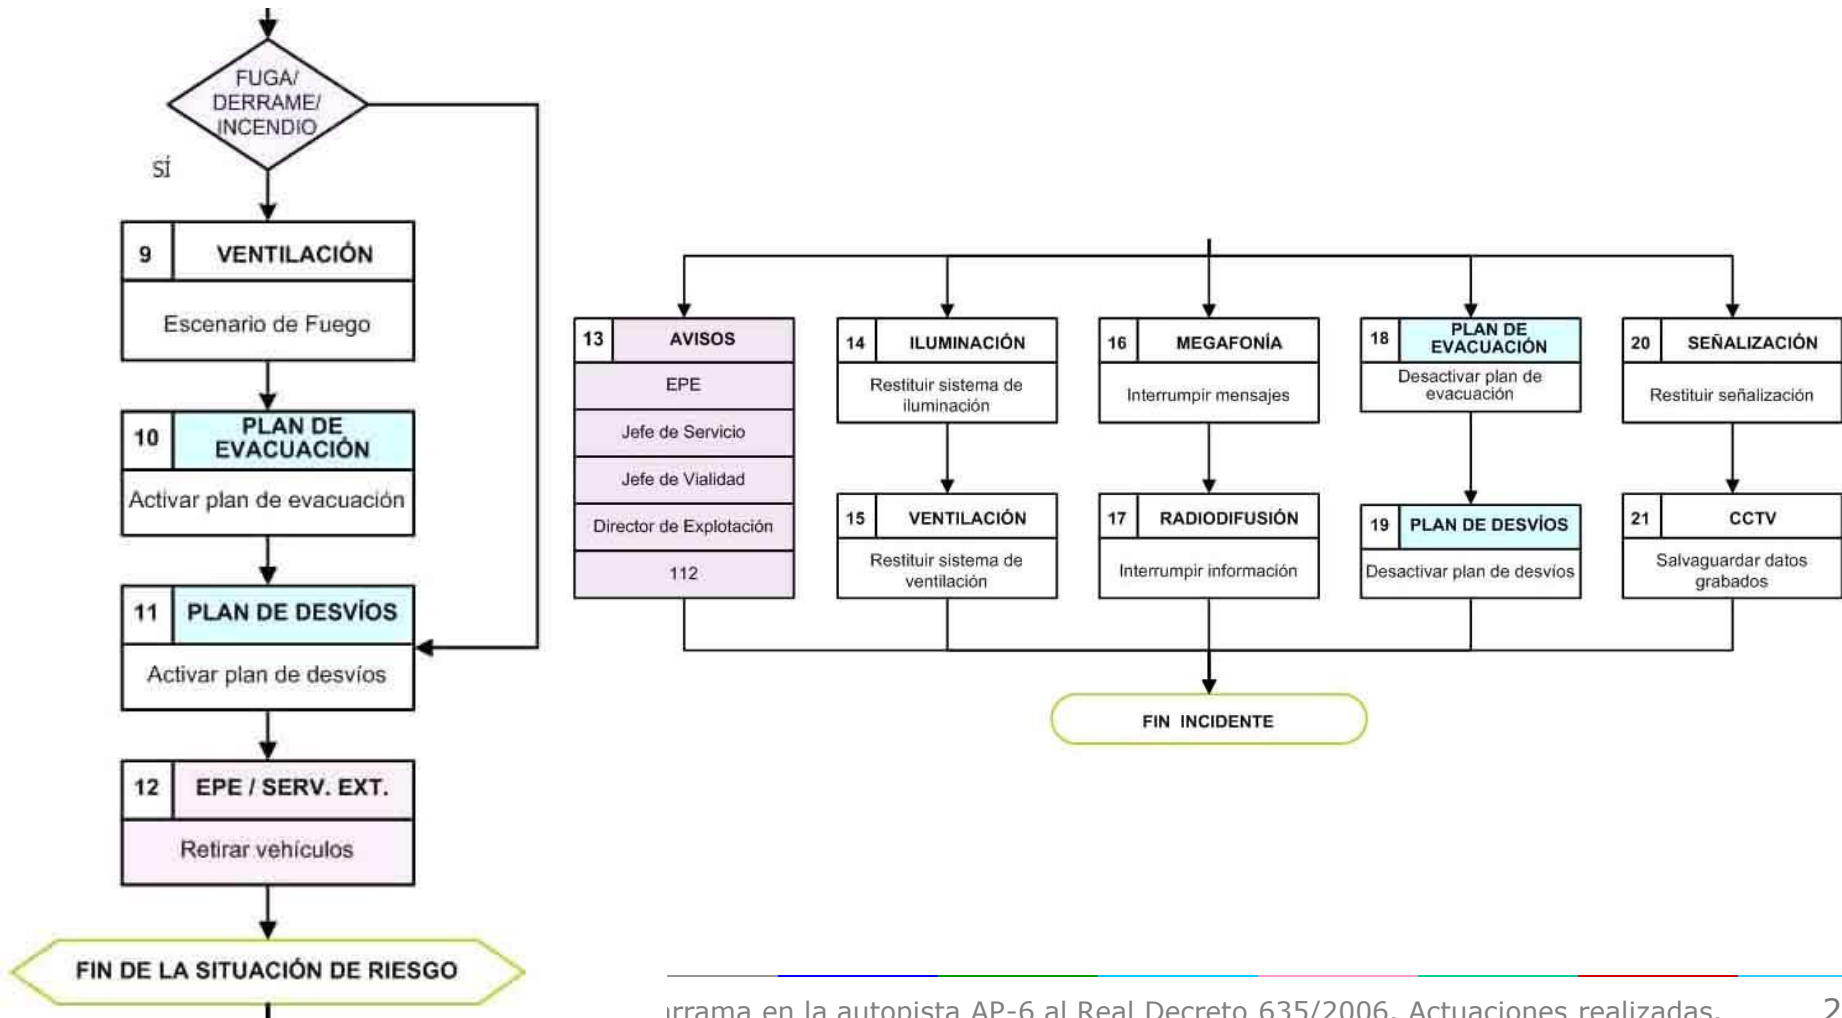 FUGA/
DERRAME/
INCENDIO
SÍ
9 VENTILACIÓN
Escenario de Fuego
10 PLAN DE
EVACUACIÓN
Activar plan de evacuación
11 PLAN DE DESVÍOS
Activar plan de desvíos
12 EPE / SERV. EXT.
Retirar vehículos
FIN DE LA SITUACIÓN DE RIESGO
13 AVISOS
EPE
Jefe de Servicio
Jefe de Vialidad
Director de Explotación
112
14 ILUMINACIÓN
Restituir sistema de
iluminación
15 VENTILACIÓN
Restituir sistema de
ventilación
16 MEGAFONÍA
Interrumpir mensajes
17 RADIODIFUSIÓN
Interrumpir información
18 PLAN DE
EVACUACIÓN
Desactivar plan de
evacuación
19 PLAN DE DESVÍOS
Desactivar plan de desvíos
20 SEÑALIZACIÓN
Restituir señalización
21 CCTV
Salvaguardar datos
grabados
FIN INCIDENTE
en la autopista AP-6 al Real Decreto 635/2006. Actuaciones realizadas.